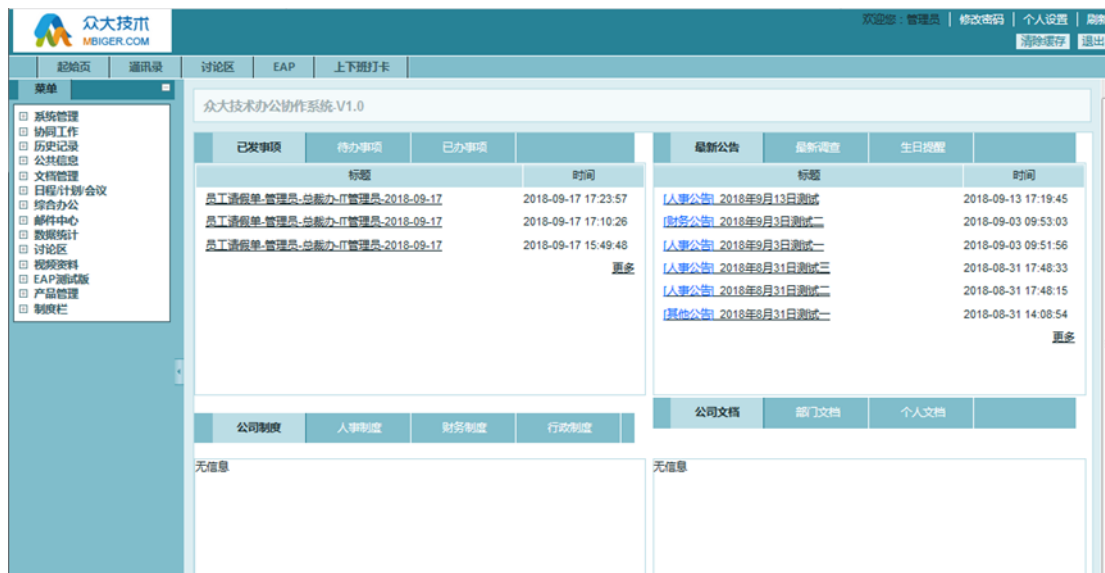 众大技术
MBIGER.COM
欢迎您：管理员 | 修改密码 | 个人设置 | 刷新
清除缓存 退出
起始页 通讯录 讨论区 EAP 上下班打卡
菜单
系统管理
协同工作
历史记录
公共信息
文档管理
日程/计划/会议
综合办公
邮件中心
数据统计
讨论区
视频资料
EAP测试版
产品管理
制度栏
众大技术办公协作系统-V1.0
已发事项 待办事项 已办事项
标题 时间
员工请假单-管理员-总裁办-IT管理员-2018-09-17 2018-09-17 17:23:57
员工请假单-管理员-总裁办-IT管理员-2018-09-17 2018-09-17 17:10:26
员工请假单-管理员-总裁办-IT管理员-2018-09-17 2018-09-17 15:49:48
更多
最新公告 最新调查 生日提醒
标题 时间
[人事公告] 2018年9月13日测试 2018-09-13 17:19:45
[财务公告] 2018年9月3日测试二 2018-09-03 09:53:03
[人事公告] 2018年9月3日测试一 2018-09-03 09:51:56
[人事公告] 2018年8月31日测试三 2018-08-31 17:48:33
[人事公告] 2018年8月31日测试二 2018-08-31 17:48:15
[其他公告] 2018年8月31日测试一 2018-08-31 14:08:54
更多
公司制度 人事制度 财务制度 行政制度
无信息
公司文档 部门文档 个人文档
无信息